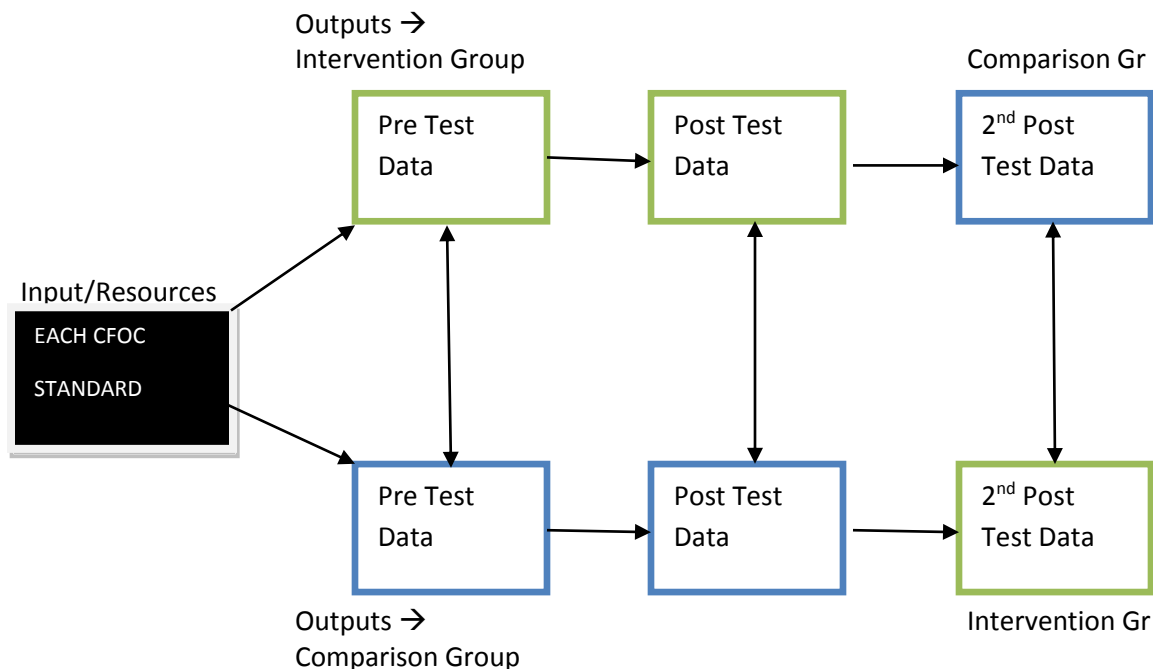 Outputs →
Intervention Group
Comparison Gr
Pre Test
Data
Post Test
Data
2nd Post
Test Data
Input/Resources
EACH CFOC
STANDARD
Pre Test
Data
Post Test
Data
2nd Post
Test Data
Outputs →
Comparison Group
Intervention Gr